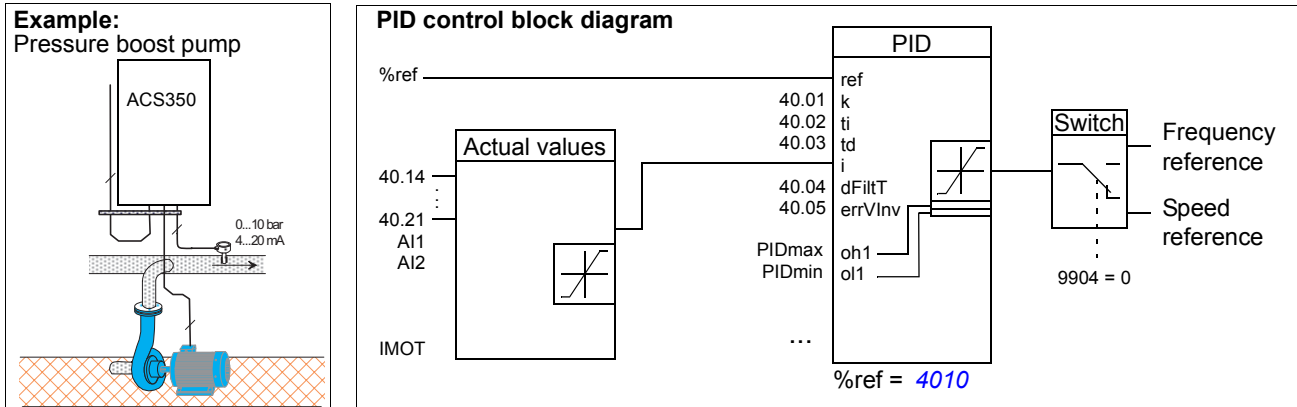 Example:
Pressure boost pump
ACS350
0...10 bar
4...20 mA
PID control block diagram
%ref
Actual values
40.14
40.21
AI1
AI2
IMOT
PID
ref
40.01 k
40.02 ti
40.03 td
i
40.04 dFiltT
40.05 errVInv
PIDmax oh1
PIDmin ol1
...
%ref = 4010
Switch
Frequency
reference
Speed
reference
9904 = 0